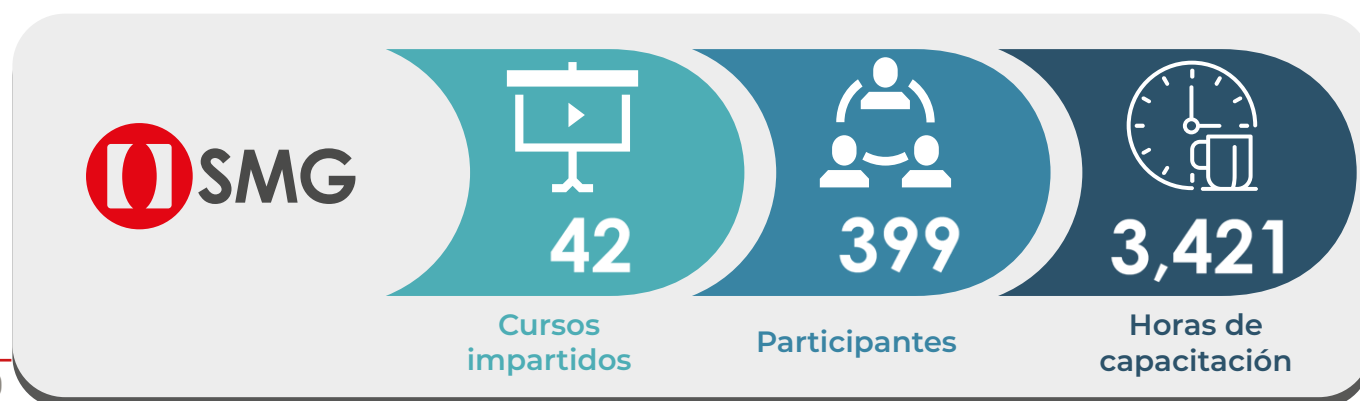 SMG
42
Cursos
impartidos
399
Participantes
3,421
Horas de
capacitación